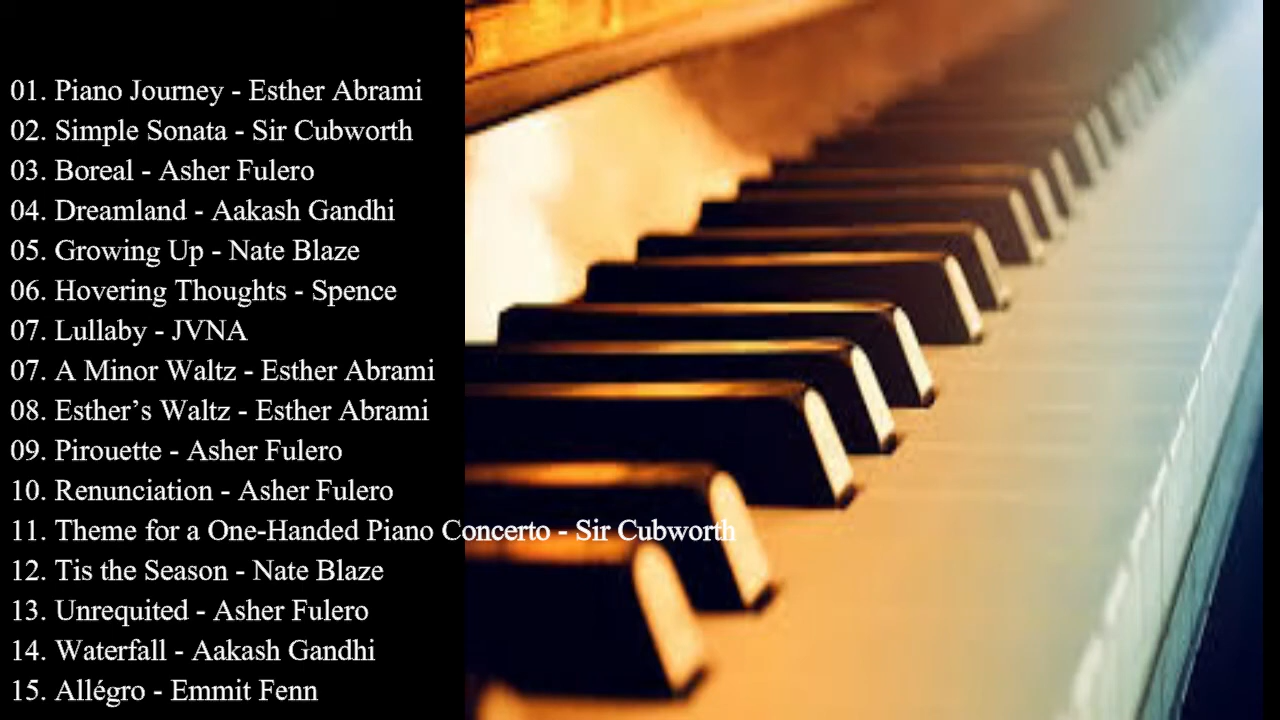 01. Piano Journey - Esther Abrami
02. Simple Sonata - Sir Cubworth
03. Boreal - Asher Fulero
04. Dreamland - Aakash Gandhi
05. Growing Up - Nate Blaze
06. Hovering Thoughts - Spence
07. Lullaby - JVNA
07. A Minor Waltz - Esther Abrami
08. Esther’s Waltz - Esther Abrami
09. Pirouette - Asher Fulero
10. Renunciation - Asher Fulero
11. Theme for a One-Handed Piano Concerto - Sir Cubworth
12. Tis the Season - Nate Blaze
13. Unrequited - Asher Fulero
14. Waterfall - Aakash Gandhi
15. Allégro - Emmit Fenn